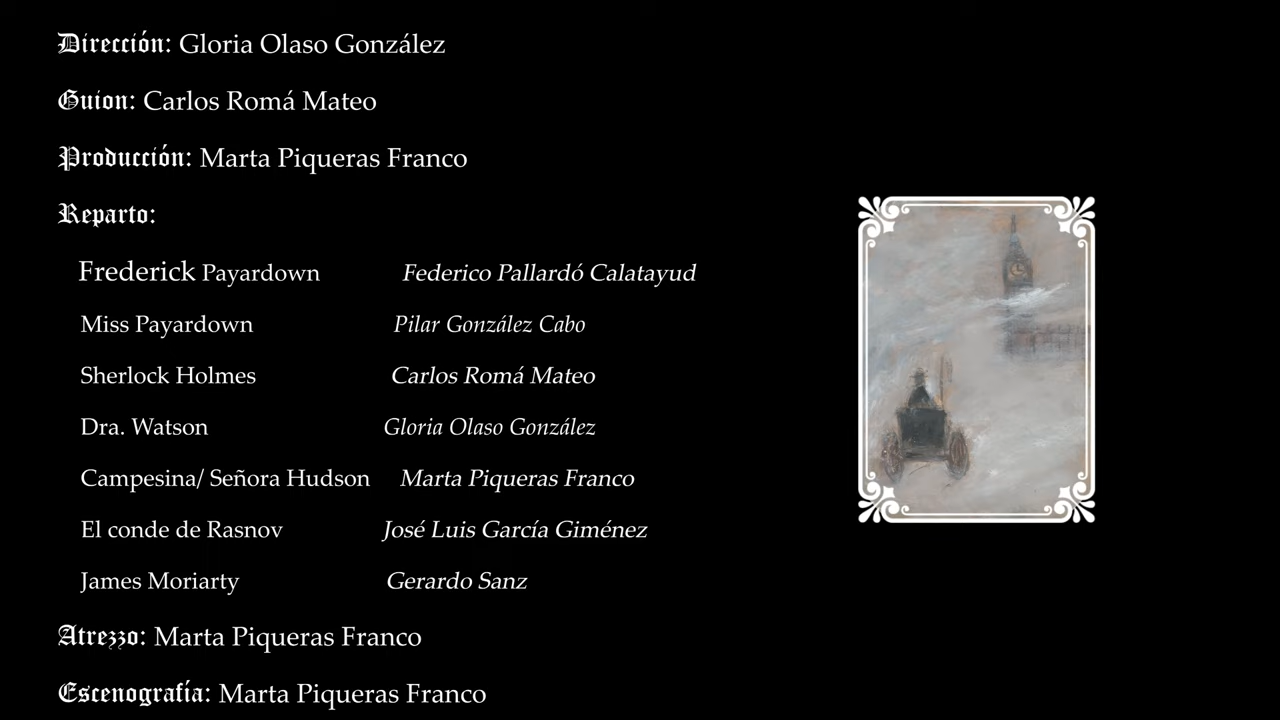 Dirección: Gloria Olaso González
Guion: Carlos Romá Mateo
Producción: Marta Piqueras Franco
Reparto:
Frederick Payardown Federico Pallardó Calatayud
Miss Payardown Pilar González Cabo
Sherlock Holmes Carlos Romá Mateo
Dra. Watson Gloria Olaso González
Campesina/ Señora Hudson Marta Piqueras Franco
El conde de Rasnov José Luis García Giménez
James Moriarty Gerardo Sanz
Atrezzo: Marta Piqueras Franco
Escenografía: Marta Piqueras Franco